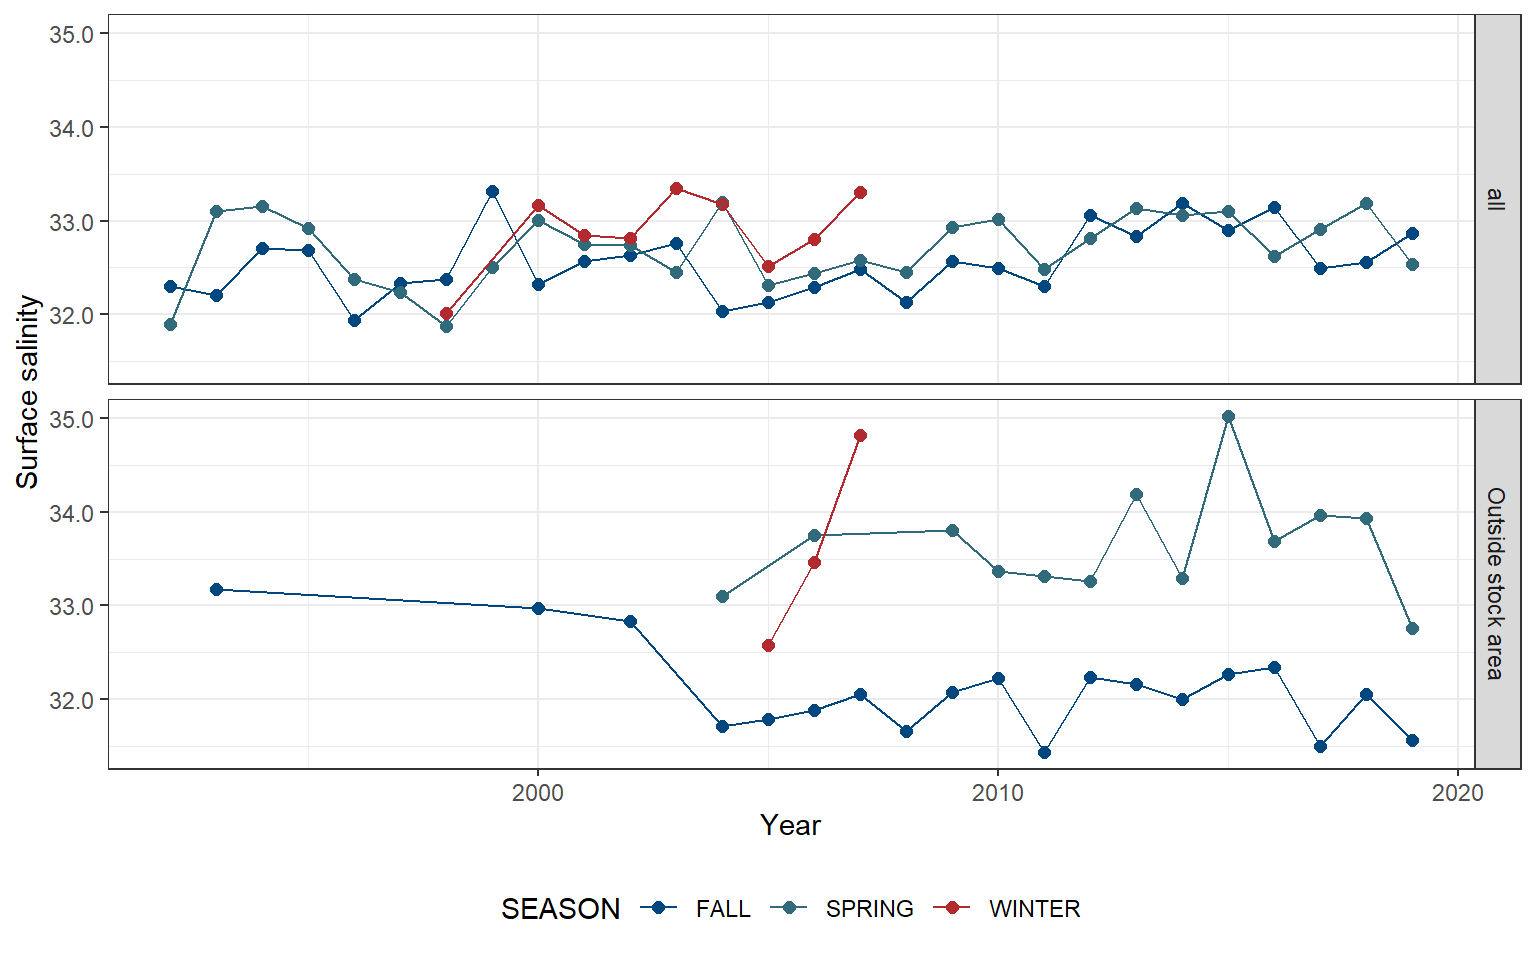 35.0
34.0
33.0
32.0
all
Surface salinity
35.0
34.0
33.0
32.0
Outside stock area
2000 2010 2020
Year
SEASON FALL SPRING WINTER